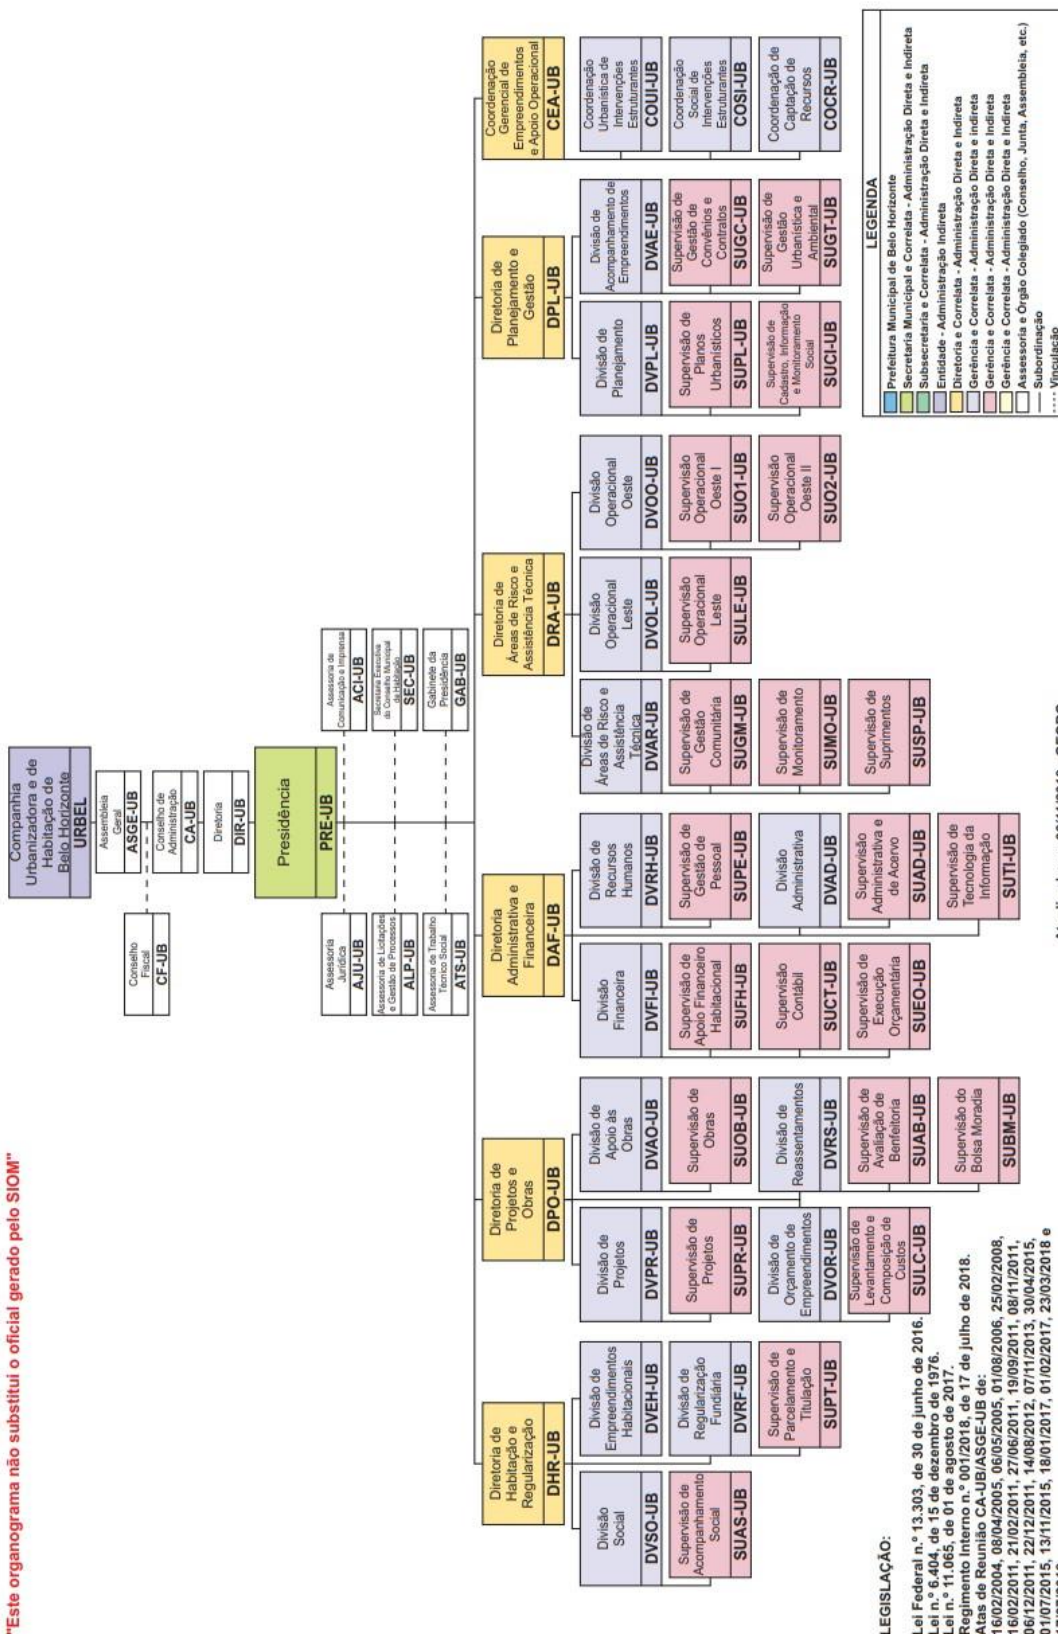 "Este organograma não substitui o oficial gerado pelo SIOM"
Companhia
Urbanizadora e de
Habitação de
Belo Horizonte
URBEL
Assembleia
Geral
ASGE-UB
Conselho
Fiscal
CF-UB
Conselho de
Administração
CA-UB
Diretoria
DIR-UB
Presidência
PRE-UB
Assessoria
Jurídica
AJU-UB
Assessoria de
Comunicação e Imprensa
ACI-UB
Assessoria de Licitações
e Gestão de Processos
ALP-UB
Secretaria Executiva
do Conselho Municipal
de Habitação
SEC-UB
Assessoria de Trabalho
Técnico Social
ATS-UB
Gabinete da
Presidência
GAB-UB
Diretoria de
Habitação e
Regularização
DHR-UB
Divisão
Social
DVSO-UB
Supervisão de
Acompanhamento
Social
SUAS-UB
Divisão de
Empreendimentos
Habitacionais
DVEH-UB
Divisão de
Regularização
Fundiária
DVRF-UB
Supervisão de
Parcelamento e
Titulação
SUPT-UB
Diretoria de
Projetos e
Obras
DPO-UB
Divisão de
Projetos
DVPR-UB
Supervisão de
Projetos
SUPR-UB
Divisão de
Orçamento de
Empreendimentos
DVOR-UB
Supervisão de
Levantamento e
Composição de
Custos
SULC-UB
Divisão de
Apoio às
Obras
DVAO-UB
Supervisão de
Obras
SUOB-UB
Divisão de
Reassentamentos
DVRS-UB
Supervisão de
Avaliação de
Benfeitoria
SUAB-UB
Supervisão do
Bolsa Moradia
SUBM-UB
Diretoria
Administrativa e
Financeira
DAF-UB
Divisão
Financeira
DVFI-UB
Supervisão de
Apoio Financeiro
Habitacional
SUFH-UB
Supervisão
Contábil
SUCT-UB
Supervisão de
Execução
Orçamentária
SUEO-UB
Divisão de
Recursos
Humanos
DVRH-UB
Supervisão de
Gestão de
Pessoal
SUPE-UB
Divisão
Administrativa
DVAD-UB
Supervisão
Administrativa e
de Acervo
SUAD-UB
Supervisão de
Tecnologia da
Informação
SUTI-UB
Diretoria de
Áreas de Risco e
Assistência Técnica
DRA-UB
Divisão de
Áreas de Risco e
Assistência
Técnica
DVAR-UB
Supervisão de
Gestão
Comunitária
SUGM-UB
Supervisão de
Monitoramento
SUMO-UB
Supervisão de
Suprimentos
SUSP-UB
Divisão
Operacional
Leste
DVOL-UB
Supervisão
Operacional
Leste
SULE-UB
Divisão
Operacional
Oeste
DVOO-UB
Supervisão
Operacional
Oeste I
SUO1-UB
Supervisão
Operacional
Oeste II
SUO2-UB
Diretoria de
Planejamento e
Gestão
DPL-UB
Divisão de
Planejamento
DVPL-UB
Supervisão de
Planos
Urbanísticos
SUPL-UB
Supervisão de
Cadastro, Informação
e Monitoramento
Social
SUCI-UB
Divisão de
Acompanhamento de
Empreendimentos
DVAE-UB
Supervisão de
Gestão de
Convênios e
Contratos
SUGC-UB
Supervisão de
Gestão
Urbanística e
Ambiental
SUGT-UB
Coordenação
Gerencial de
Empreendimentos
e Apoio Operacional
CEA-UB
Coordenação
Urbanística de
Intervenções
Estruturantes
COUI-UB
Coordenação
Social de
Intervenções
Estruturantes
COSI-UB
Coordenação de
Captação de
Recursos
COCR-UB
LEGISLAÇÃO:
Lei Federal n.º 13.303, de 30 de junho de 2016.
Lei n.º 6.404, de 15 de dezembro de 1976.
Lei n.º 11.065, de 01 de agosto de 2017.
Regimento Interno n.º 001/2018, de 17 de julho de 2018.
Atas de Reunião CA-UB/ASGE-UB de:
16/02/2004, 08/04/2005, 06/05/2005, 01/08/2006, 25/02/2008,
16/02/2011, 21/02/2011, 27/06/2011, 19/09/2011, 08/11/2011,
06/12/2011, 22/12/2011, 14/08/2012, 07/11/2013, 30/04/2015,
01/07/2015, 13/11/2015, 18/01/2017, 01/02/2017, 23/03/2018 e
LEGENDA
Prefeitura Municipal de Belo Horizonte
Secretaria Municipal e Correlata - Administração Direta e Indireta
Subsecretaria e Correlata - Administração Direta e Indireta
Entidade - Administração Indireta
Diretoria e Correlata - Administração Direta e Indireta
Gerência e Correlata - Administração Direta e Indireta
Gerência e Correlata - Administração Direta e Indireta
Gerência e Correlata - Administração Direta e Indireta
Assessoria e Órgão Colegiado (Conselho, Junta, Assembleia, etc.)
Subordinação
Vinculação